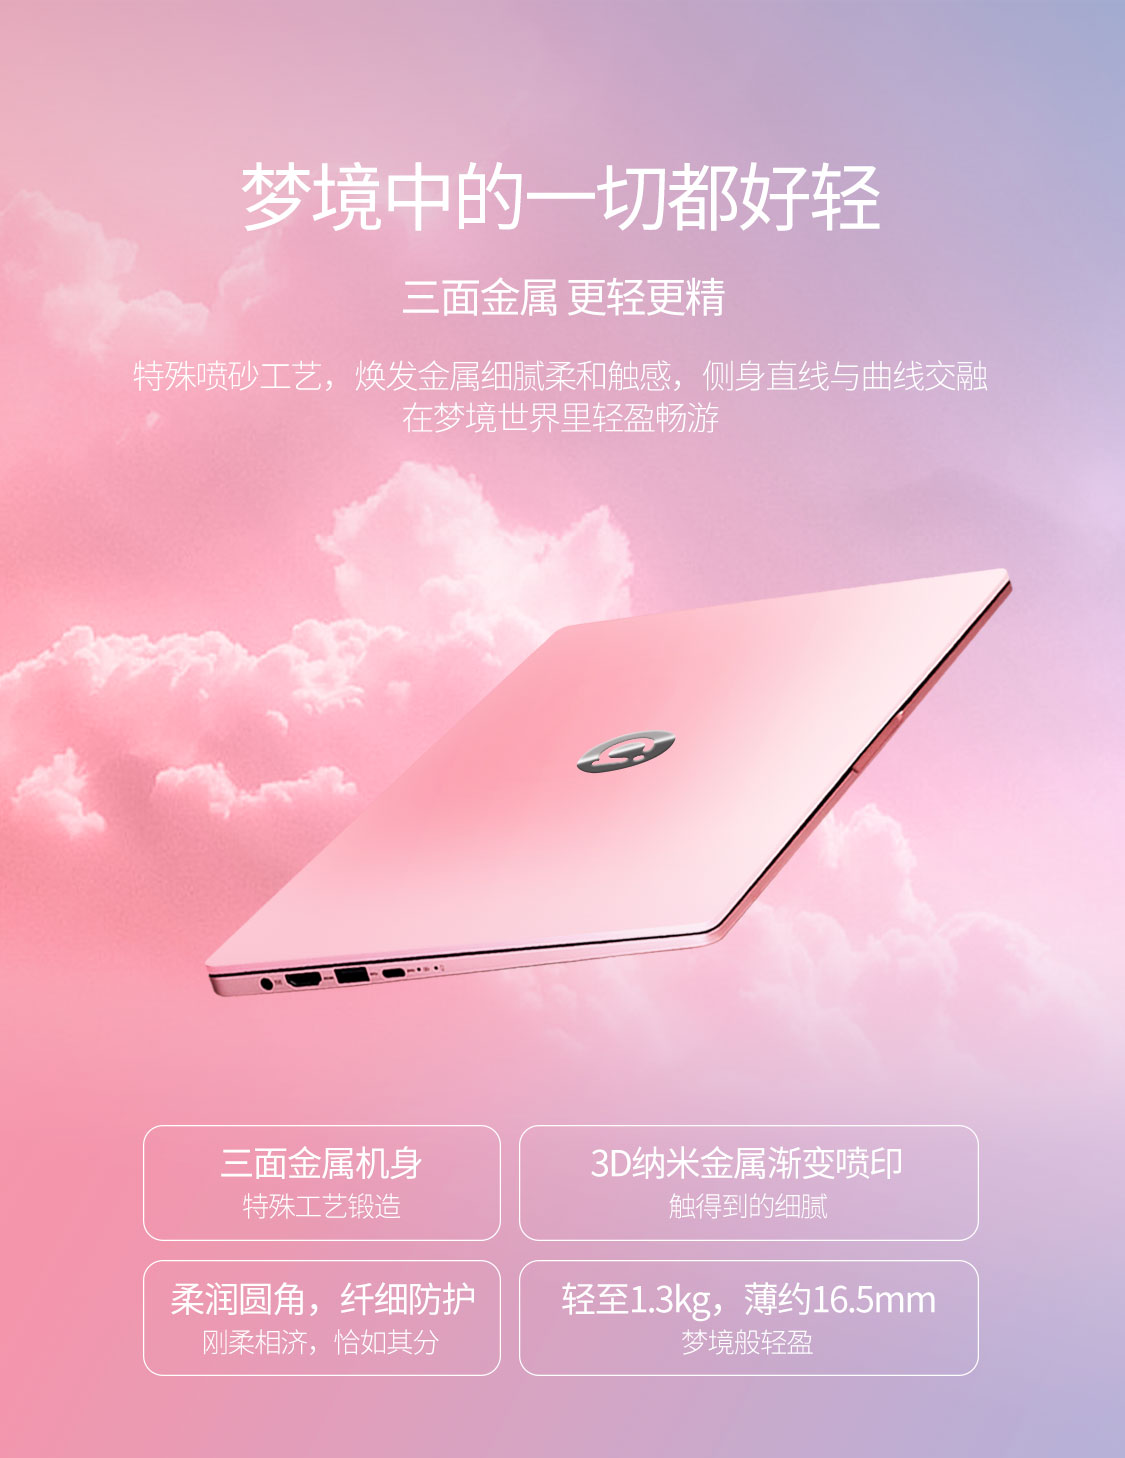 梦境中的一切都好轻
三面金属 更轻更精
特殊喷砂工艺，焕发金属细腻柔和触感，侧身直线与曲线交融
在梦境世界里轻盈畅游
三面金属机身
特殊工艺锻造
3D纳米金属渐变喷印
触得到的细腻
柔润圆角，纤细防护
刚柔相济，恰如其分
轻至1.3kg，薄约16.5mm
梦境般轻盈